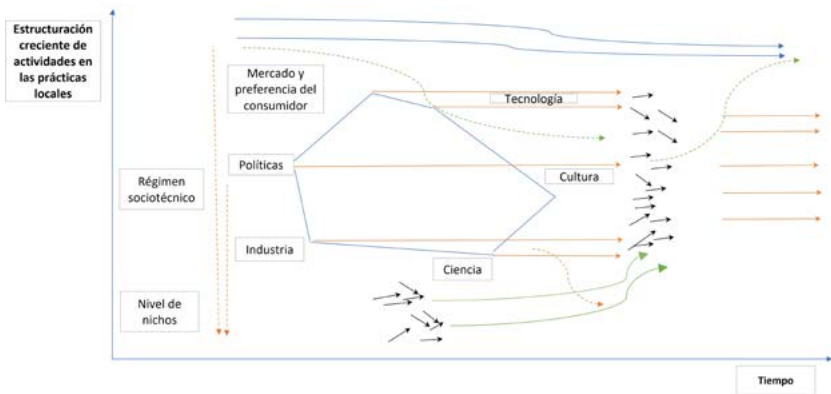 Estructuración
creciente de
actividades en
las prácticas
locales
Mercado y
preferencia del
consumidor
Tecnología
Políticas
Cultura
Régimen
sociotécnico
Industria
Ciencia
Nivel de
nichos
Tiempo